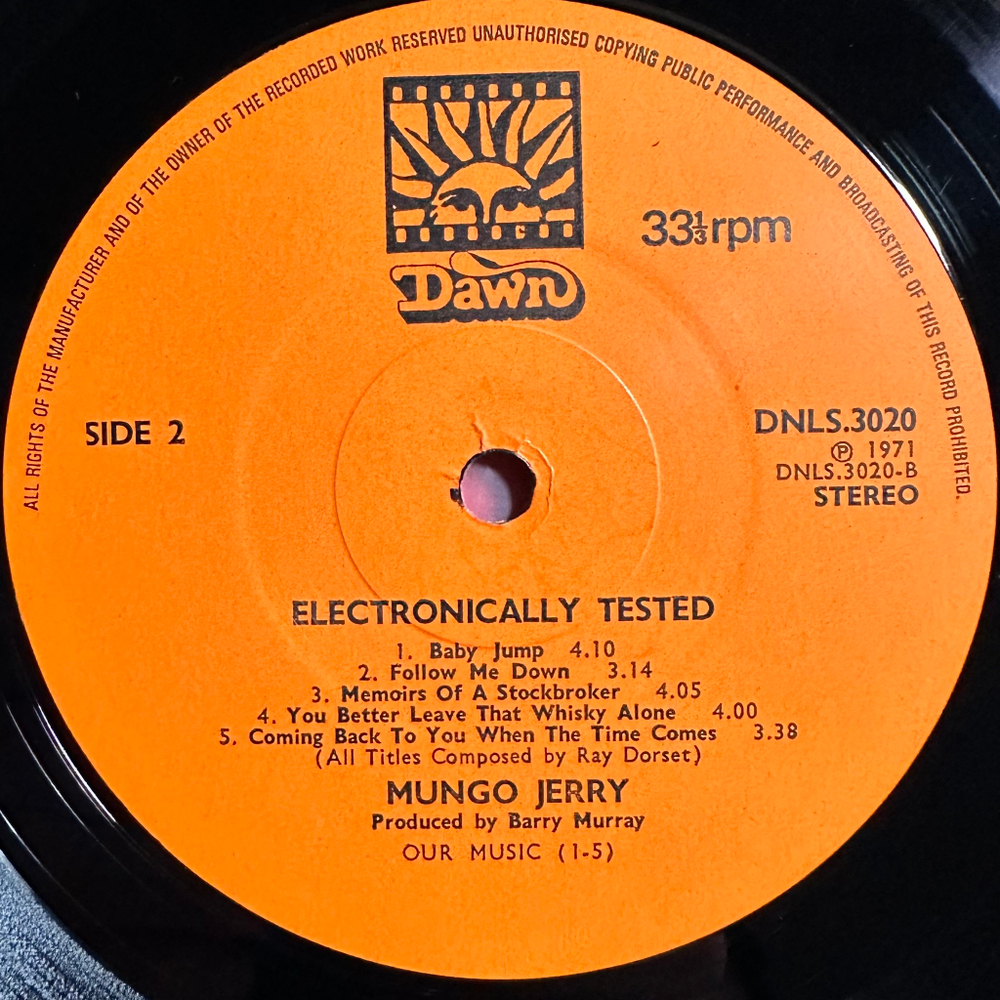 ALL RIGHTS OF THE MANUFACTURER AND OF THE OWNER OF THE RECORDED WORK RESERVED UNAUTHORISED COPYING PUBLIC PERFORMANCE AND BROADCASTING OF THIS RECORD PROHIBITED.
Dawn
33⅓ rpm
SIDE 2
DNLS.3020
℗ 1971
DNLS.3020-B
STEREO
ELECTRONICALLY TESTED
1. Baby Jump 4.10
2. Follow Me Down 3.14
3. Memoirs Of A Stockbroker 4.05
4. You Better Leave That Whisky Alone 4.00
5. Coming Back To You When The Time Comes 3.38
(All Titles Composed by Ray Dorset)
MUNGO JERRY
Produced by Barry Murray
OUR MUSIC (1-5)